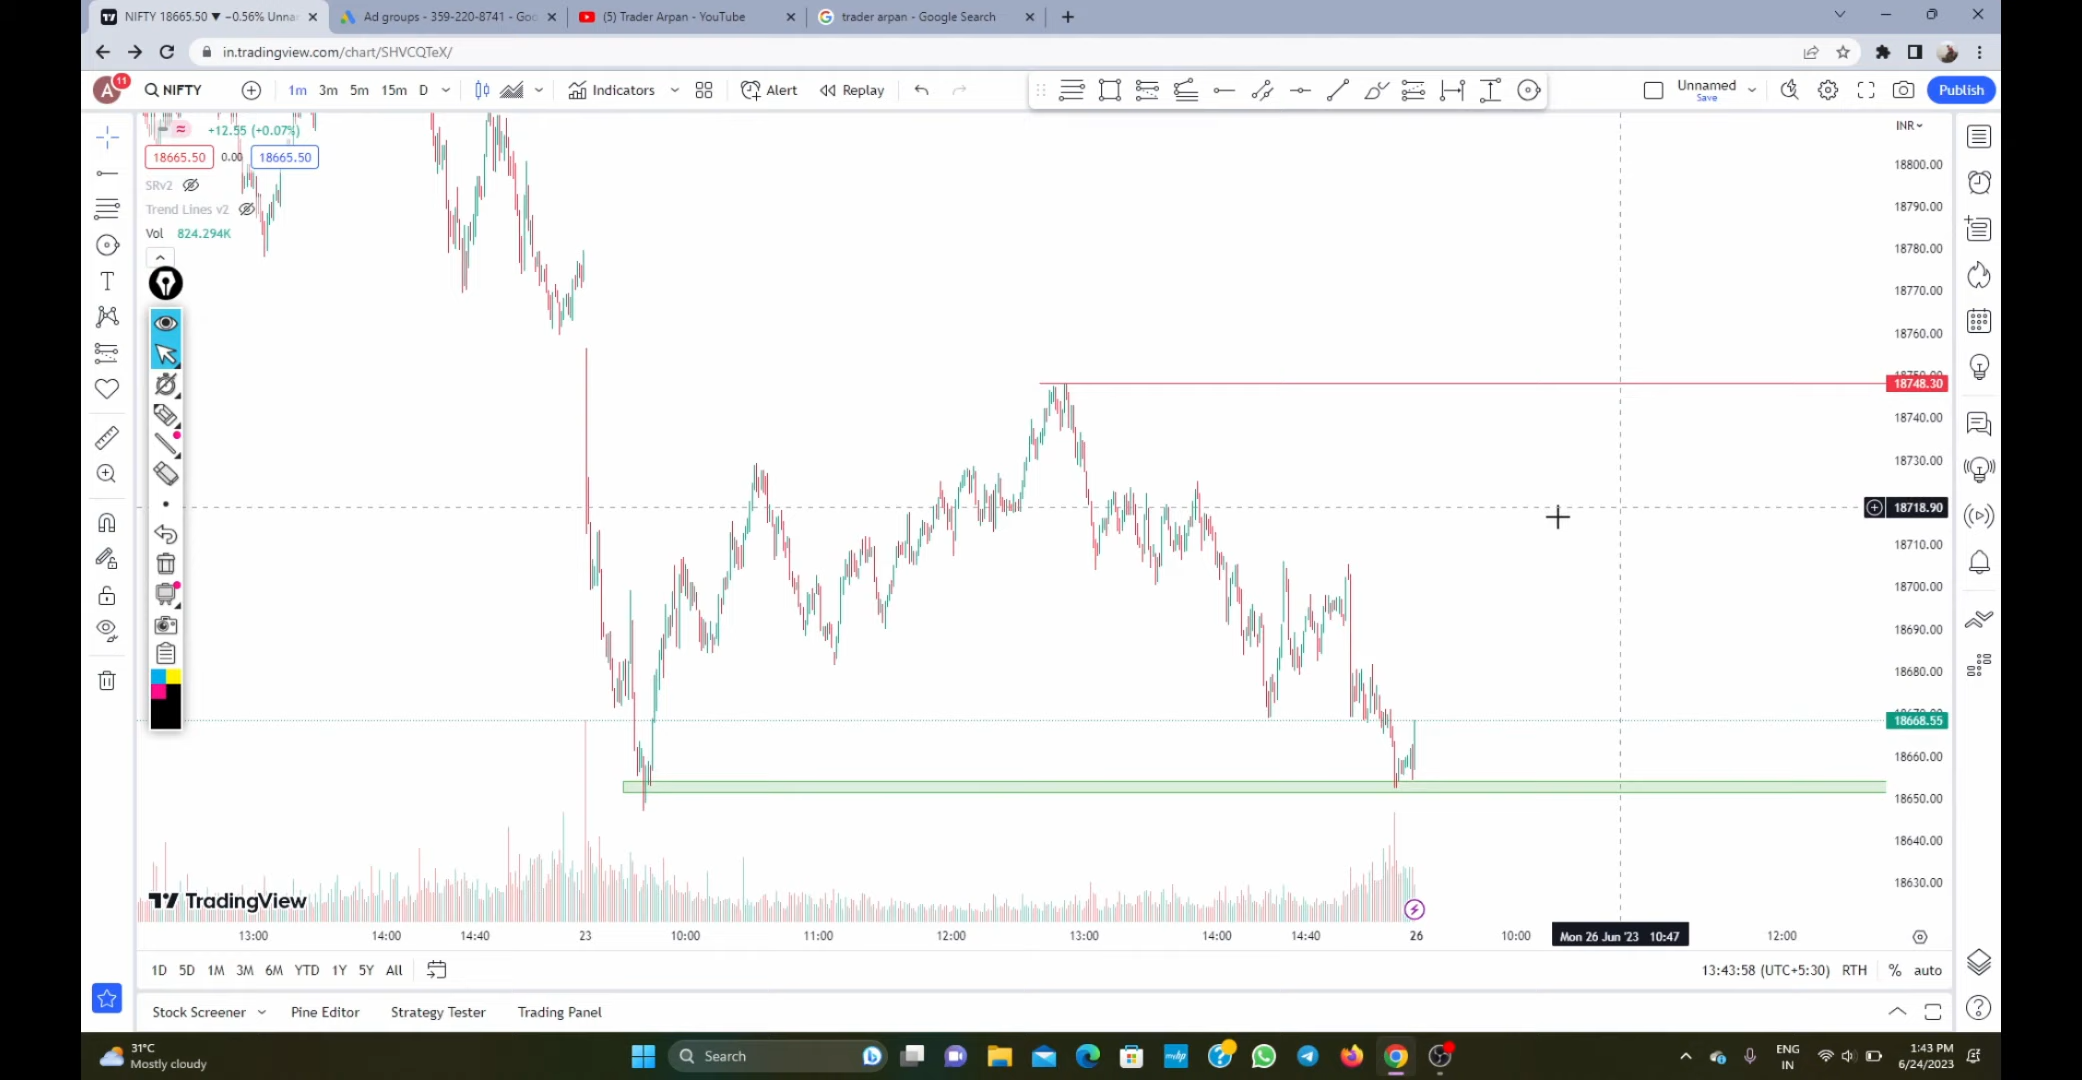 NIFTY 18665.50 ▼ −0.56% Unna
Ad groups - 359-220-8741 - Goo
(5) Trader Arpan - YouTube
trader arpan - Google Search
in.tradingview.com/chart/SHVCQTeX/
A
11
NIFTY
1m
3m
5m
15m
D
Indicators
Alert
Replay
Unnamed
Save
Publish
+12.55 (+0.07%)
INR
18665.50
0.00
18665.50
SRv2
Trend Lines v2
Vol 824.294K
18800.00
18790.00
18780.00
18770.00
18760.00
18748.30
18740.00
18730.00
18718.90
18710.00
18700.00
18690.00
18680.00
18668.55
18660.00
18650.00
18640.00
18630.00
TradingView
13:00
14:00
14:40
23
10:00
11:00
12:00
13:00
14:00
14:40
26
10:00
Mon 26 Jun '23 10:47
12:00
1D
5D
1M
3M
6M
YTD
1Y
5Y
All
13:43:58 (UTC+5:30)
RTH
%
auto
Stock Screener
Pine Editor
Strategy Tester
Trading Panel
31°C
Mostly cloudy
Search
ENG
IN
1:43 PM
6/24/2023